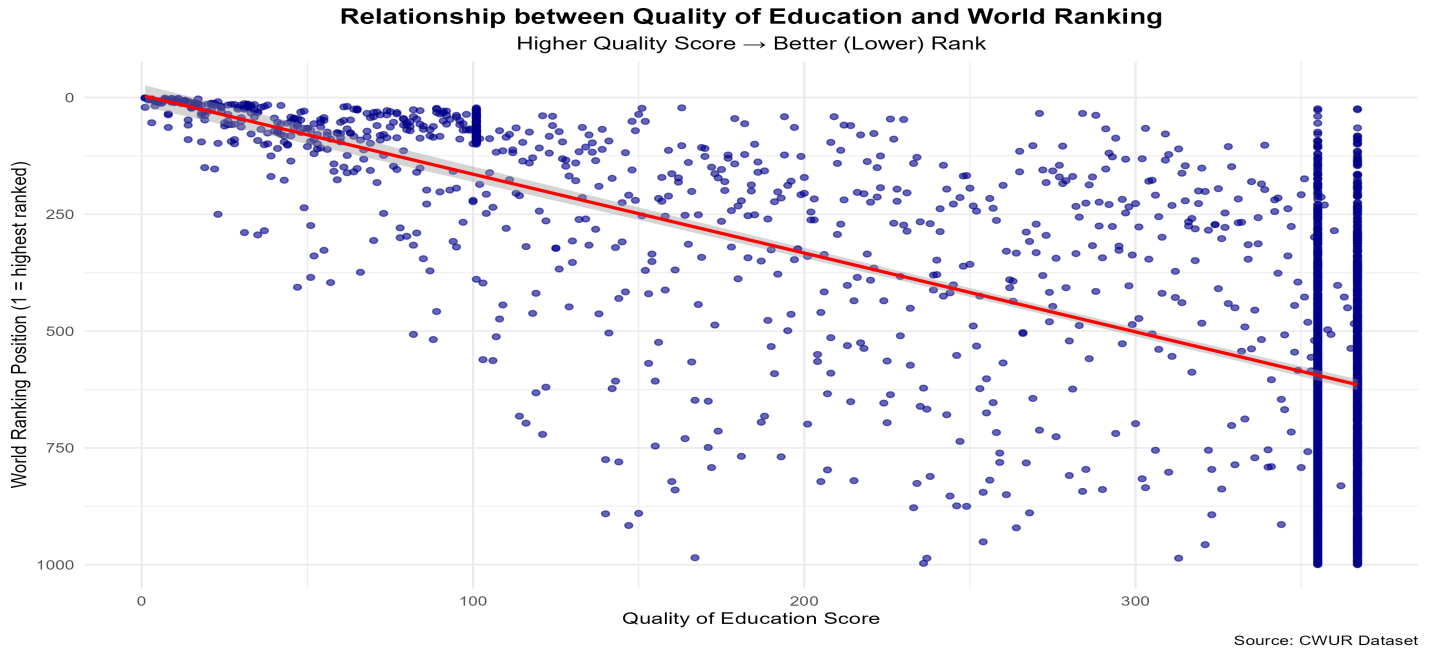 Relationship between Quality of Education and World Ranking
Higher Quality Score → Better (Lower) Rank
World Ranking Position (1 = highest ranked)
0
250
500
750
1000
0
100
200
300
Quality of Education Score
Source: CWUR Dataset